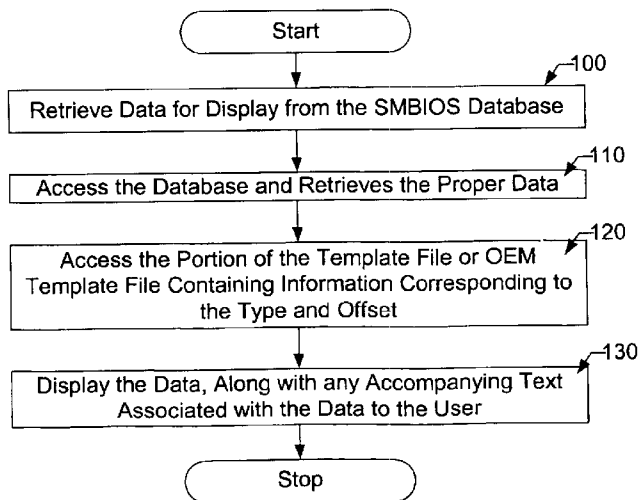 Start
100
Retrieve Data for Display from the SMBIOS Database
110
Access the Database and Retrieves the Proper Data
120
Access the Portion of the Template File or OEM
Template File Containing Information Corresponding to
the Type and Offset
130
Display the Data, Along with any Accompanying Text
Associated with the Data to the User
Stop